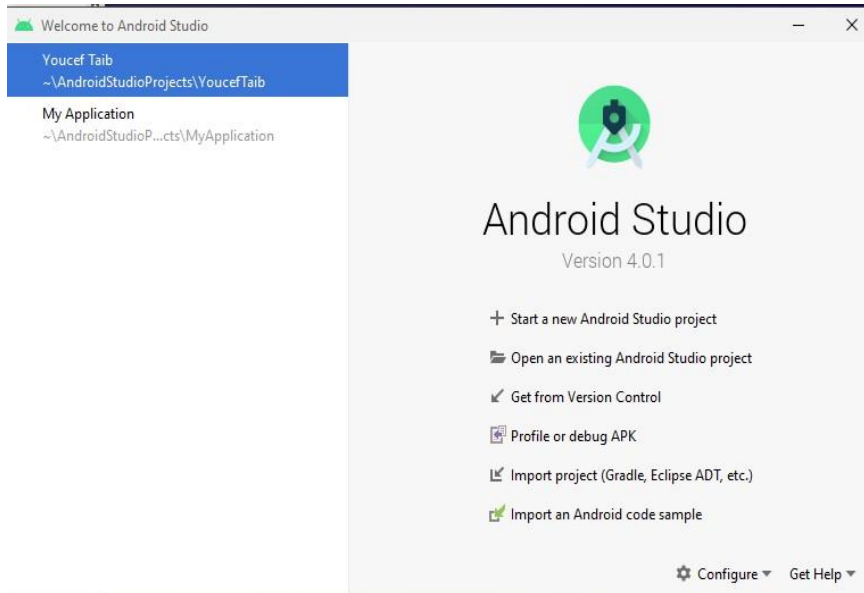 Welcome to Android Studio
Youcef Taib
~\AndroidStudioProjects\YoucefTaib
My Application
~\AndroidStudioP...cts\MyApplication
Android Studio
Version 4.0.1
Start a new Android Studio project
Open an existing Android Studio project
Get from Version Control
Profile or debug APK
Import project (Gradle, Eclipse ADT, etc.)
Import an Android code sample
Configure
Get Help